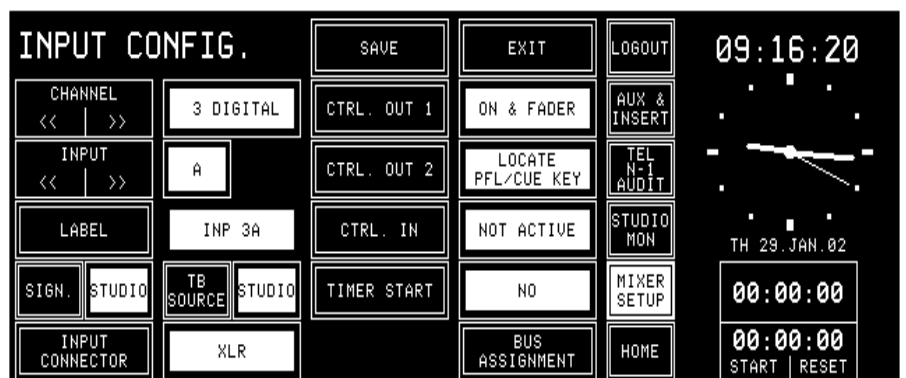 INPUT CONFIG.
SAVE
EXIT
LOGOUT
09:16:20
CHANNEL
<< | >>
3 DIGITAL
CTRL. OUT 1
ON & FADER
AUX &
INSERT
INPUT
<< | >>
A
CTRL. OUT 2
LOCATE
PFL/CUE KEY
TEL
N-1
AUDIT
LABEL
INP 3A
CTRL. IN
NOT ACTIVE
STUDIO
MON
TH 29.JAN.02
SIGN.
STUDIO
TB
SOURCE
STUDIO
TIMER START
NO
MIXER
SETUP
00:00:00
INPUT
CONNECTOR
XLR
BUS
ASSIGNMENT
HOME
00:00:00
START | RESET